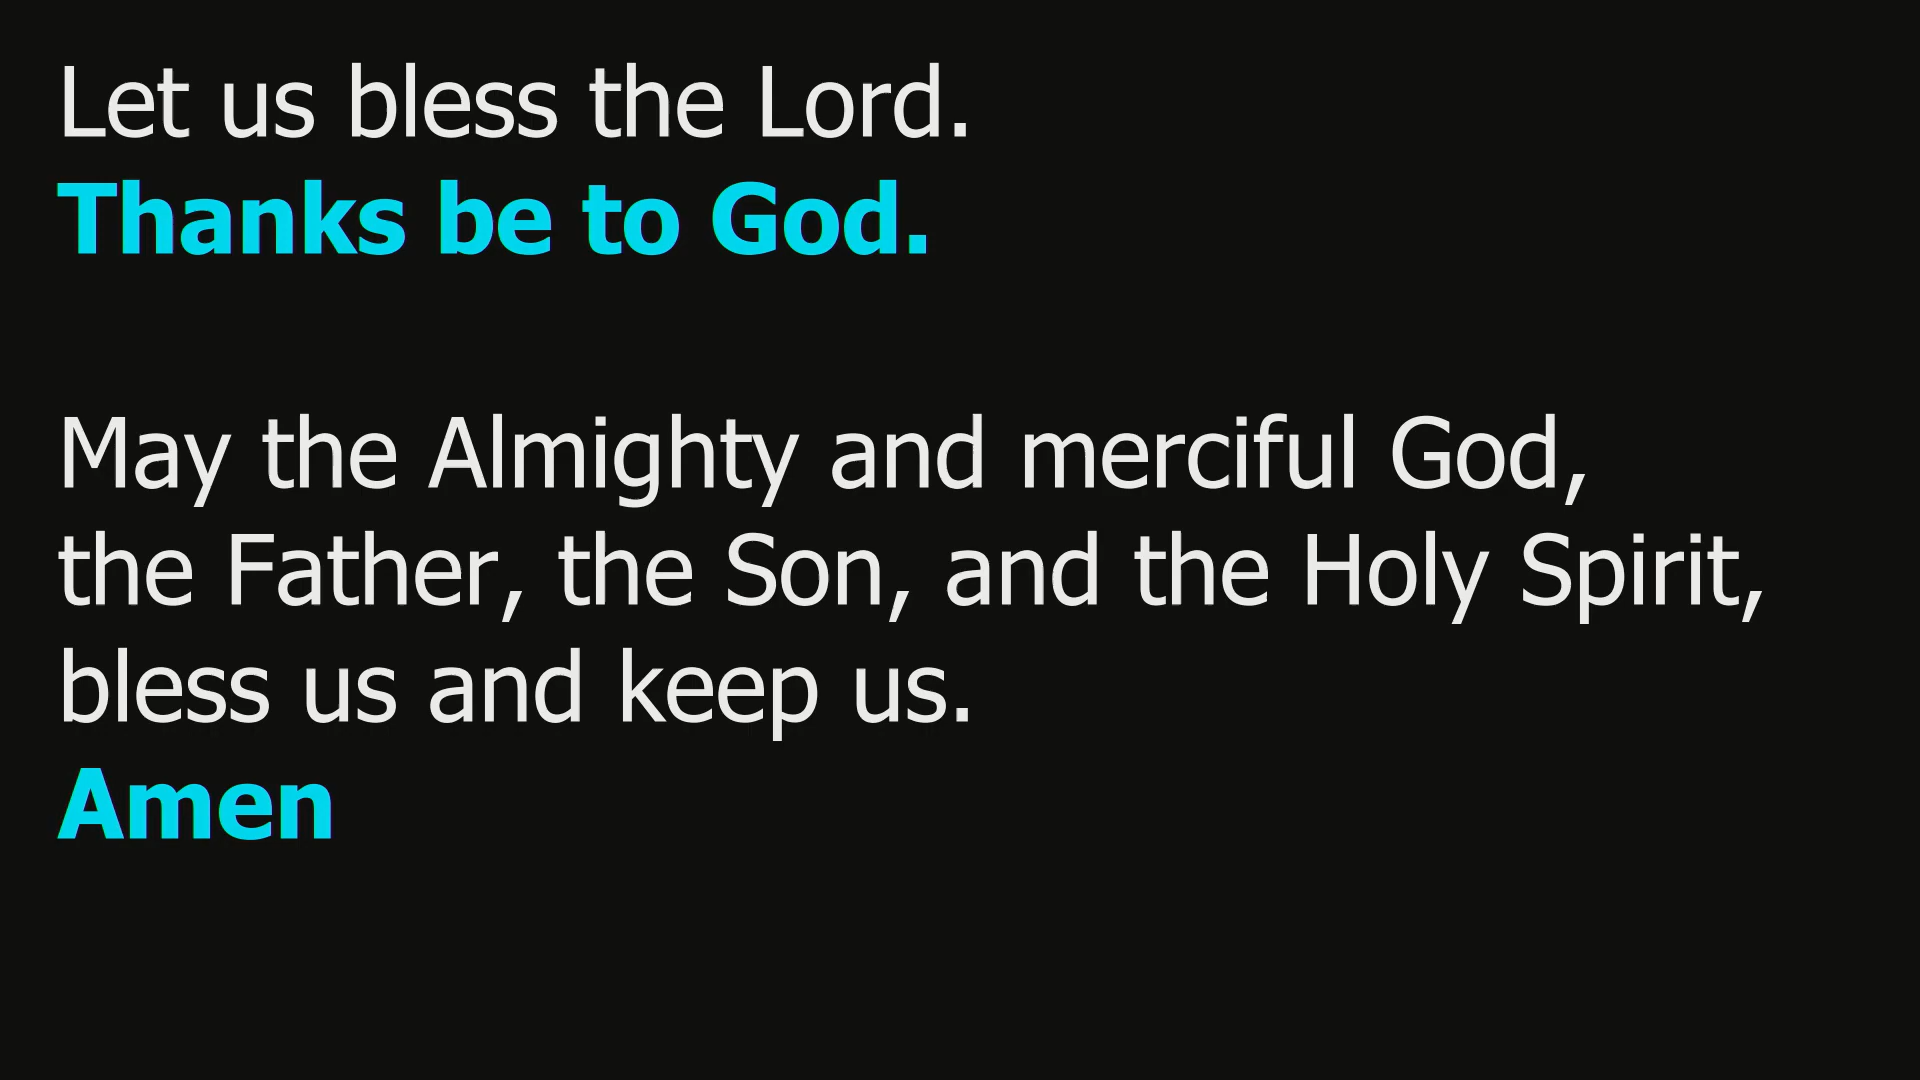 Let us bless the Lord.
Thanks be to God.
May the Almighty and merciful God,
the Father, the Son, and the Holy Spirit,
bless us and keep us.
Amen